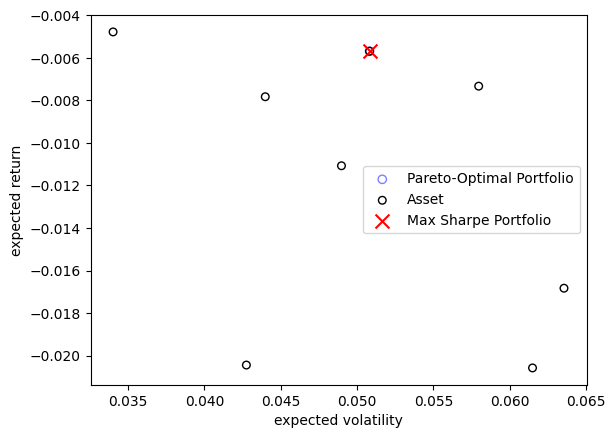 −0.004
−0.006
−0.008
−0.010
−0.012
−0.014
−0.016
−0.018
−0.020
expected return
Pareto-Optimal Portfolio
Asset
Max Sharpe Portfolio
0.035 0.040 0.045 0.050 0.055 0.060 0.065
expected volatility